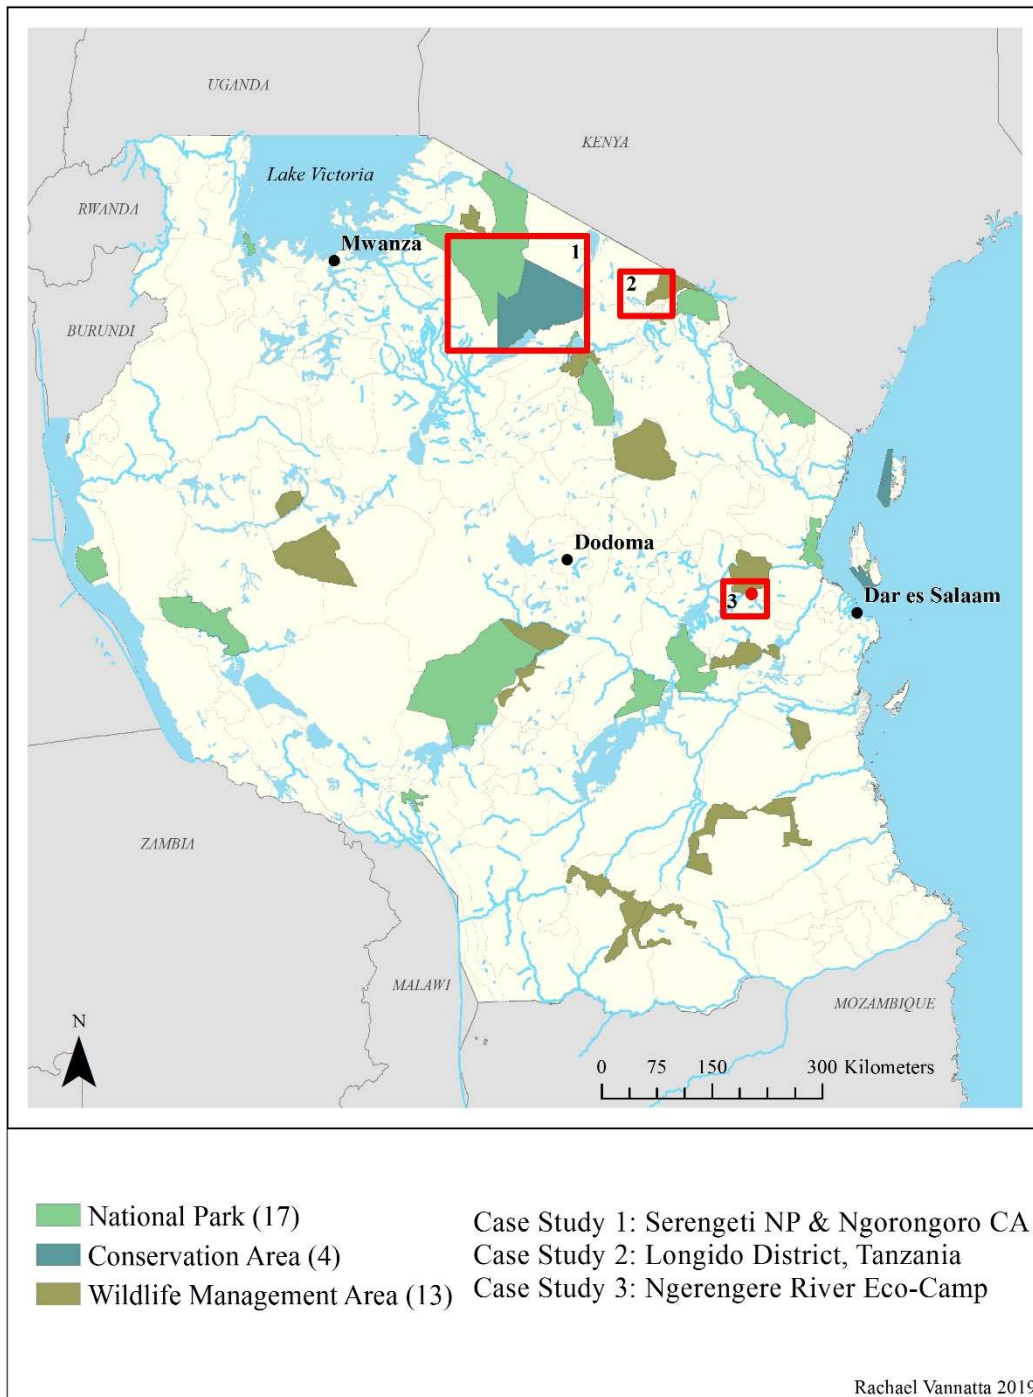 UGANDA
KENYA
Lake Victoria
RWANDA
Mwanza
1
2
BURUNDI
Dodoma
3
Dar es Salaam
ZAMBIA
MALAWI
MOZAMBIQUE
N
0 75 150 300 Kilometers
National Park (17)
Conservation Area (4)
Wildlife Management Area (13)
Case Study 1: Serengeti NP & Ngorongoro CA
Case Study 2: Longido District, Tanzania
Case Study 3: Ngerengere River Eco-Camp
Rachael Vannatta 2019